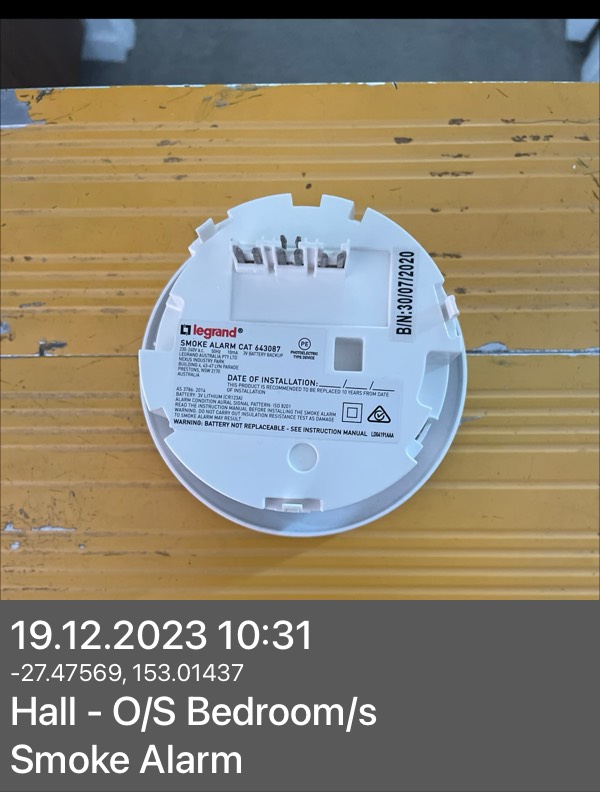 B/N:30/07/2020
legrand®
SMOKE ALARM CAT 643087
220-240V a.c. 50Hz 10mA 3V BATTERY BACKUP
LEGRAND AUSTRALIA PTY LTD
NEXUS INDUSTRY PARK
BUILDING 4, 43-47 LYN PARADE
PRESTONS, NSW 2170
AUSTRALIA
PE
PHOTOELECTRIC
TYPE DEVICE
DATE OF INSTALLATION:_____/____/____
THIS PRODUCT IS RECOMMENDED TO BE REPLACED 10 YEARS FROM DATE
OF INSTALLATION
AS 3786: 2014
BATTERY: 3V LITHIUM (CR123A)
ALARM CONDITION AURAL SIGNAL PATTERN: ISO 8201
READ THE INSTRUCTION MANUAL BEFORE INSTALLING THE SMOKE ALARM
WARNING: DO NOT CARRY OUT INSULATION RESISTANCE TEST AS DAMAGE
TO SMOKE ALARM MAY RESULT
WARNING: BATTERY NOT REPLACEABLE - SEE INSTRUCTION MANUAL
19.12.2023 10:31
-27.47569, 153.01437
Hall - O/S Bedroom/s
Smoke Alarm